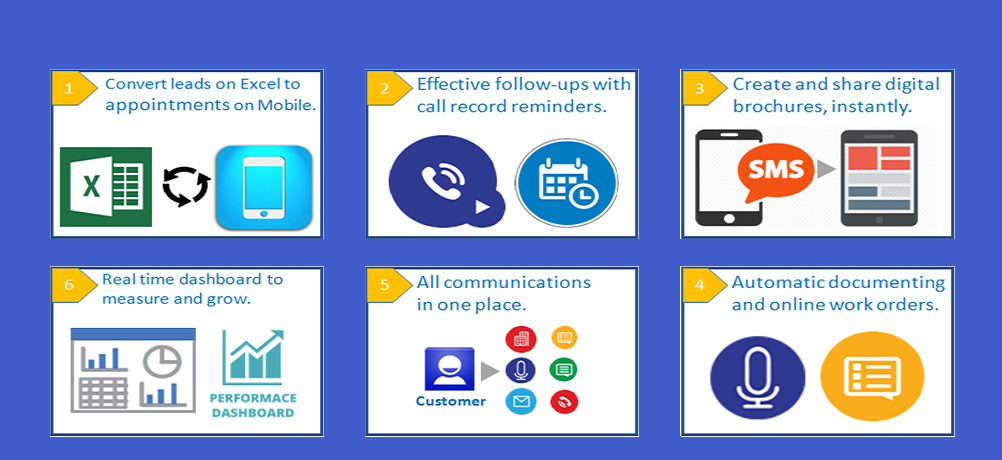 1
Convert leads on Excel to
appointments on Mobile.
X
2
Effective follow-ups with
call record reminders.
3
Create and share digital
brochures, instantly.
SMS
6
Real time dashboard to
measure and grow.
PERFORMACE
DASHBOARD
5
All communications
in one place.
Customer
4
Automatic documenting
and online work orders.